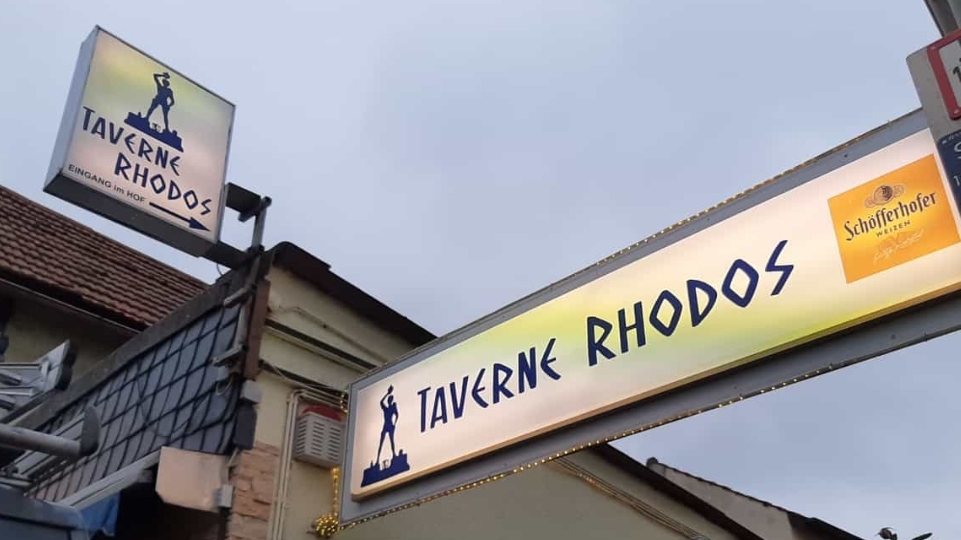 TAVERNE
RHODOS
EINGANG im HOF
TAVERNE RHODOS
Schöfferhofer
WEIZEN